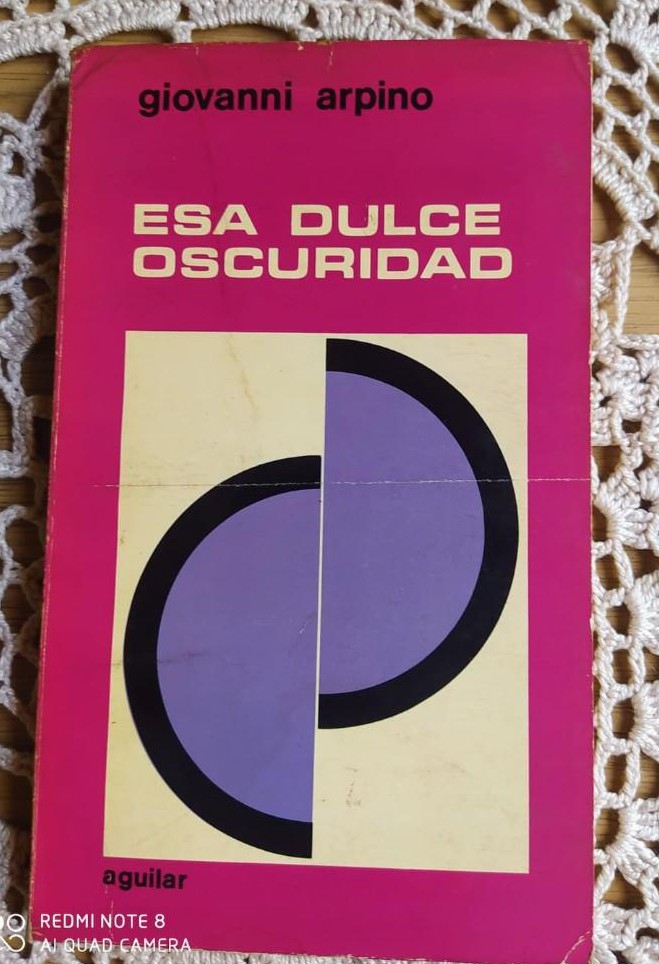 giovanni arpino
ESA DULCE
OSCURIDAD
aguilar
REDMI NOTE 8
AI QUAD CAMERA